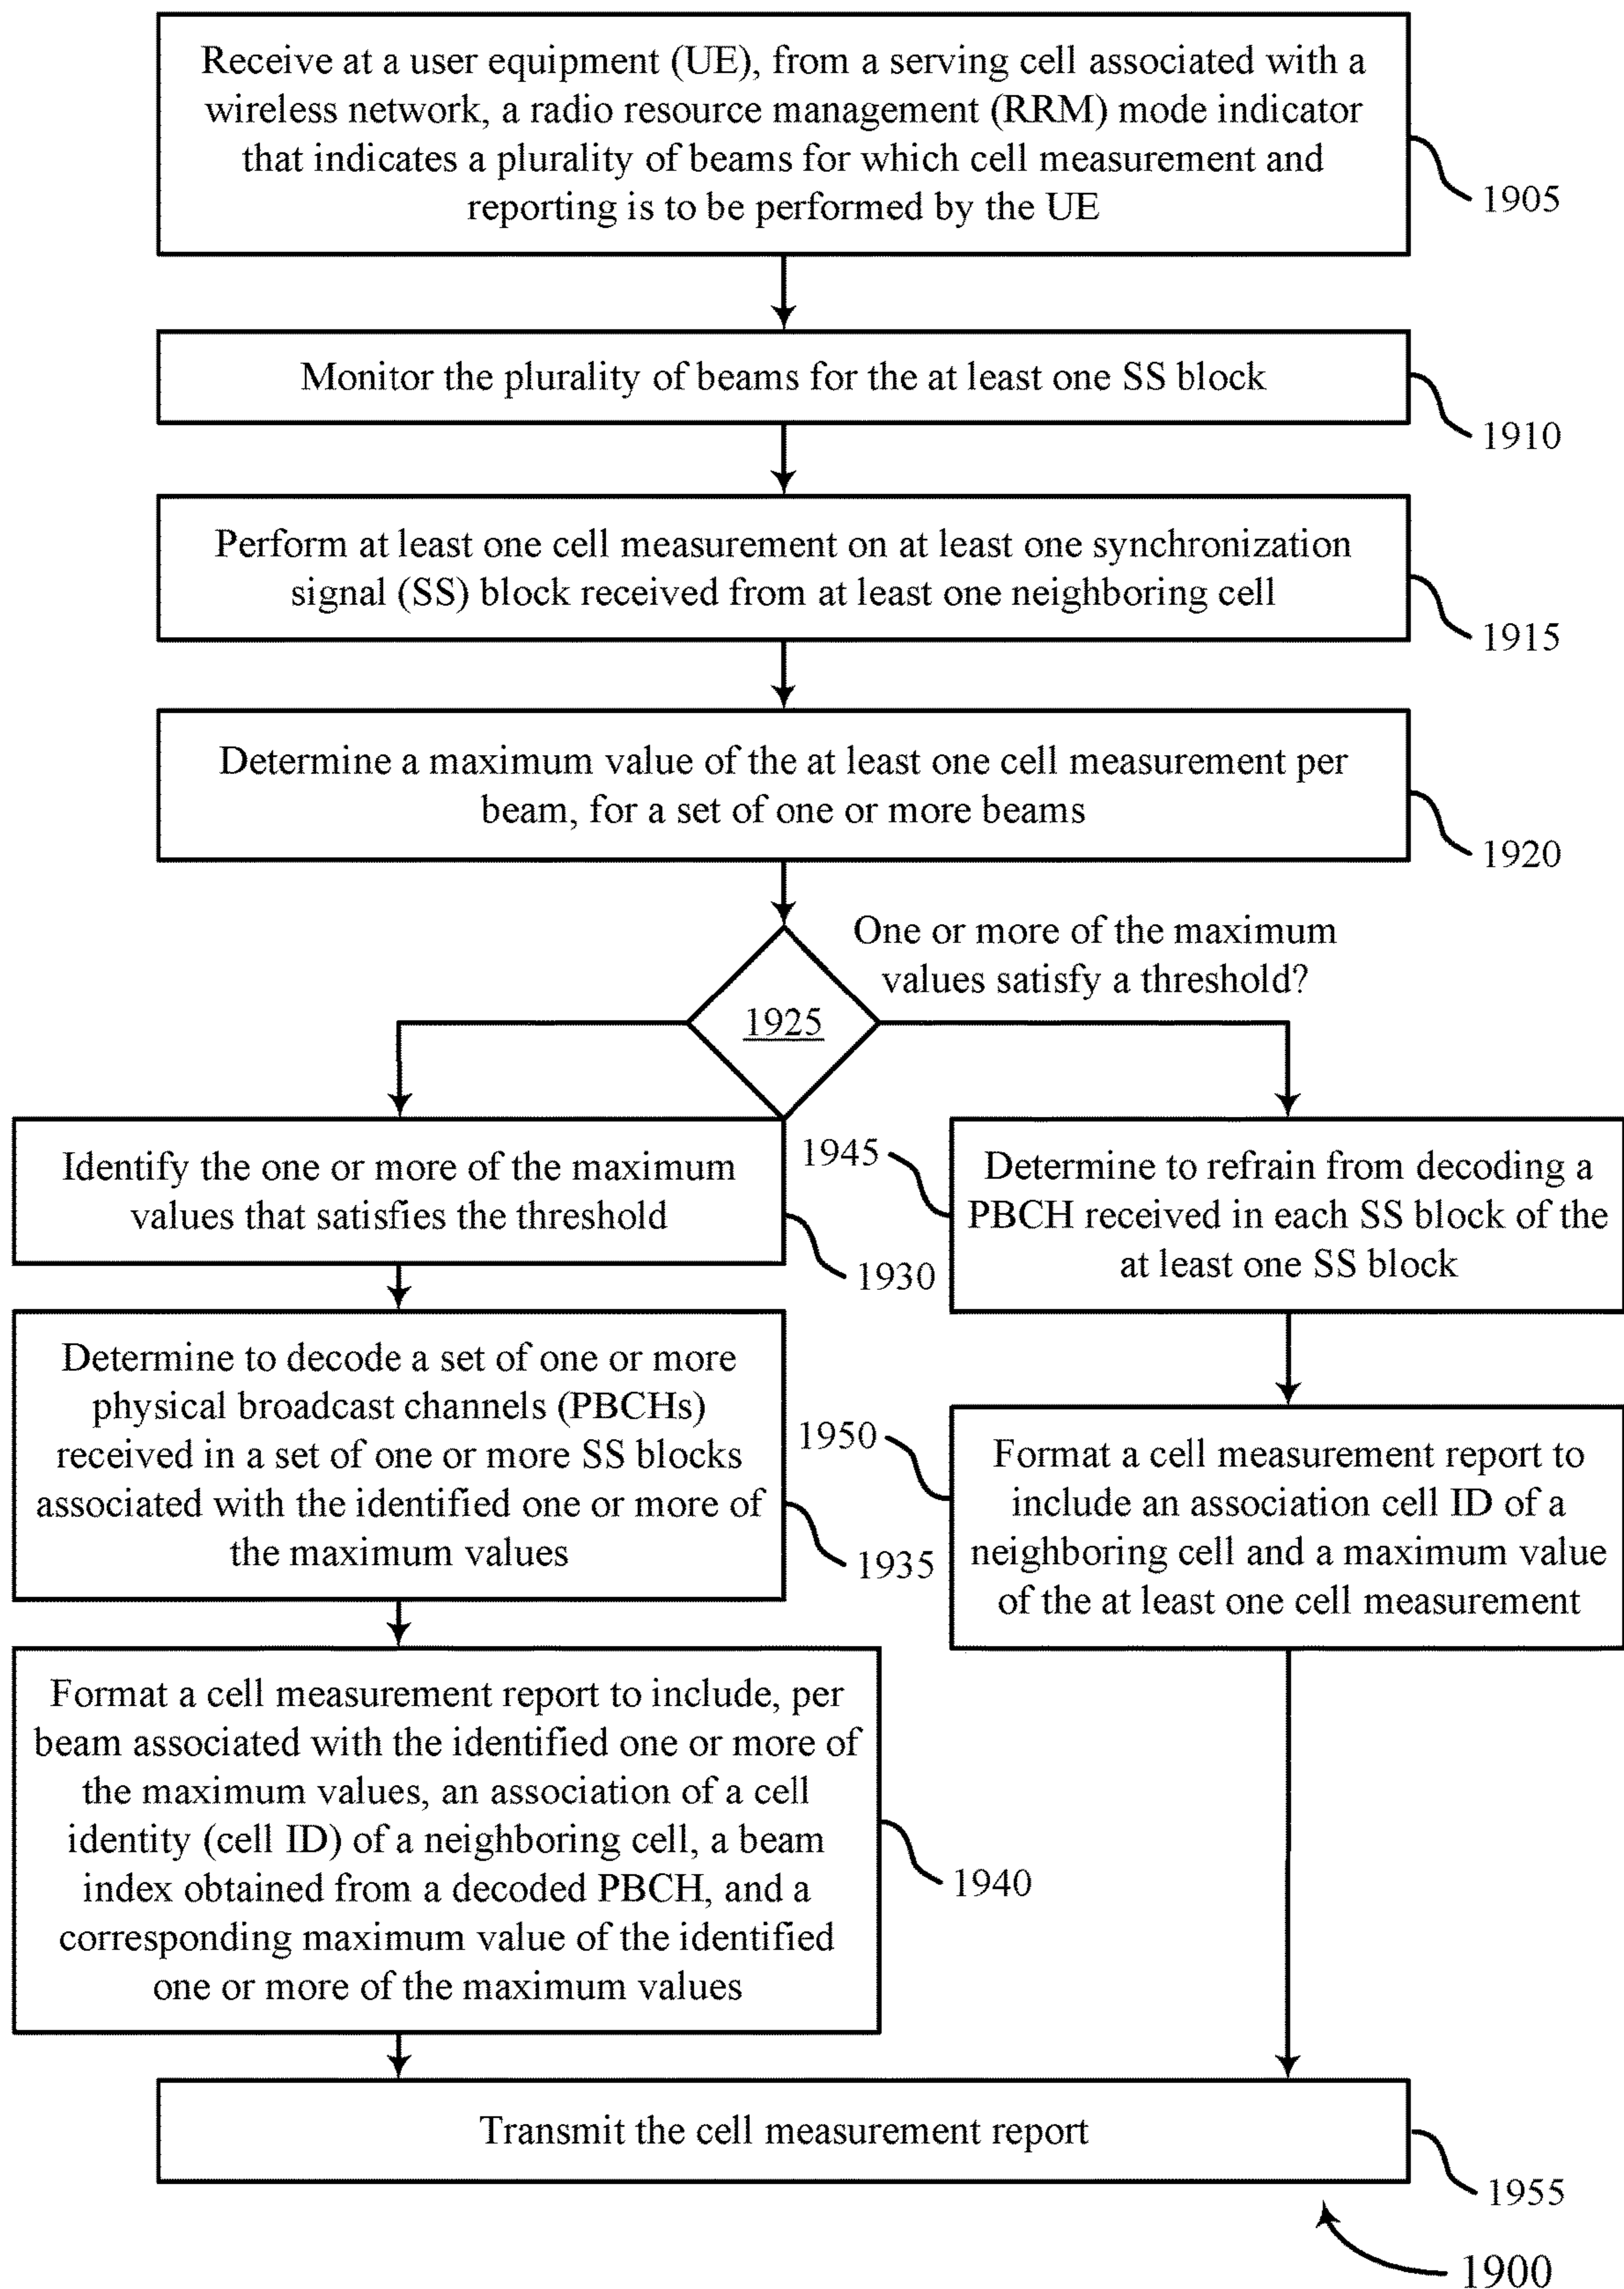 Receive at a user equipment (UE), from a serving cell associated with a
wireless network, a radio resource management (RRM) mode indicator
that indicates a plurality of beams for which cell measurement and
reporting is to be performed by the UE
1905
Monitor the plurality of beams for the at least one SS block
1910
Perform at least one cell measurement on at least one synchronization
signal (SS) block received from at least one neighboring cell
1915
Determine a maximum value of the at least one cell measurement per
beam, for a set of one or more beams
1920
One or more of the maximum
values satisfy a threshold?
1925
Identify the one or more of the maximum
values that satisfies the threshold
1930
Determine to decode a set of one or more
physical broadcast channels (PBCHs)
received in a set of one or more SS blocks
associated with the identified one or more of
the maximum values
1935
Format a cell measurement report to include, per
beam associated with the identified one or more of
the maximum values, an association of a cell
identity (cell ID) of a neighboring cell, a beam
index obtained from a decoded PBCH, and a
corresponding maximum value of the identified
one or more of the maximum values
1940
1945
Determine to refrain from decoding a
PBCH received in each SS block of the
at least one SS block
1950
Format a cell measurement report to
include an association cell ID of a
neighboring cell and a maximum value
of the at least one cell measurement
Transmit the cell measurement report
1955
1900